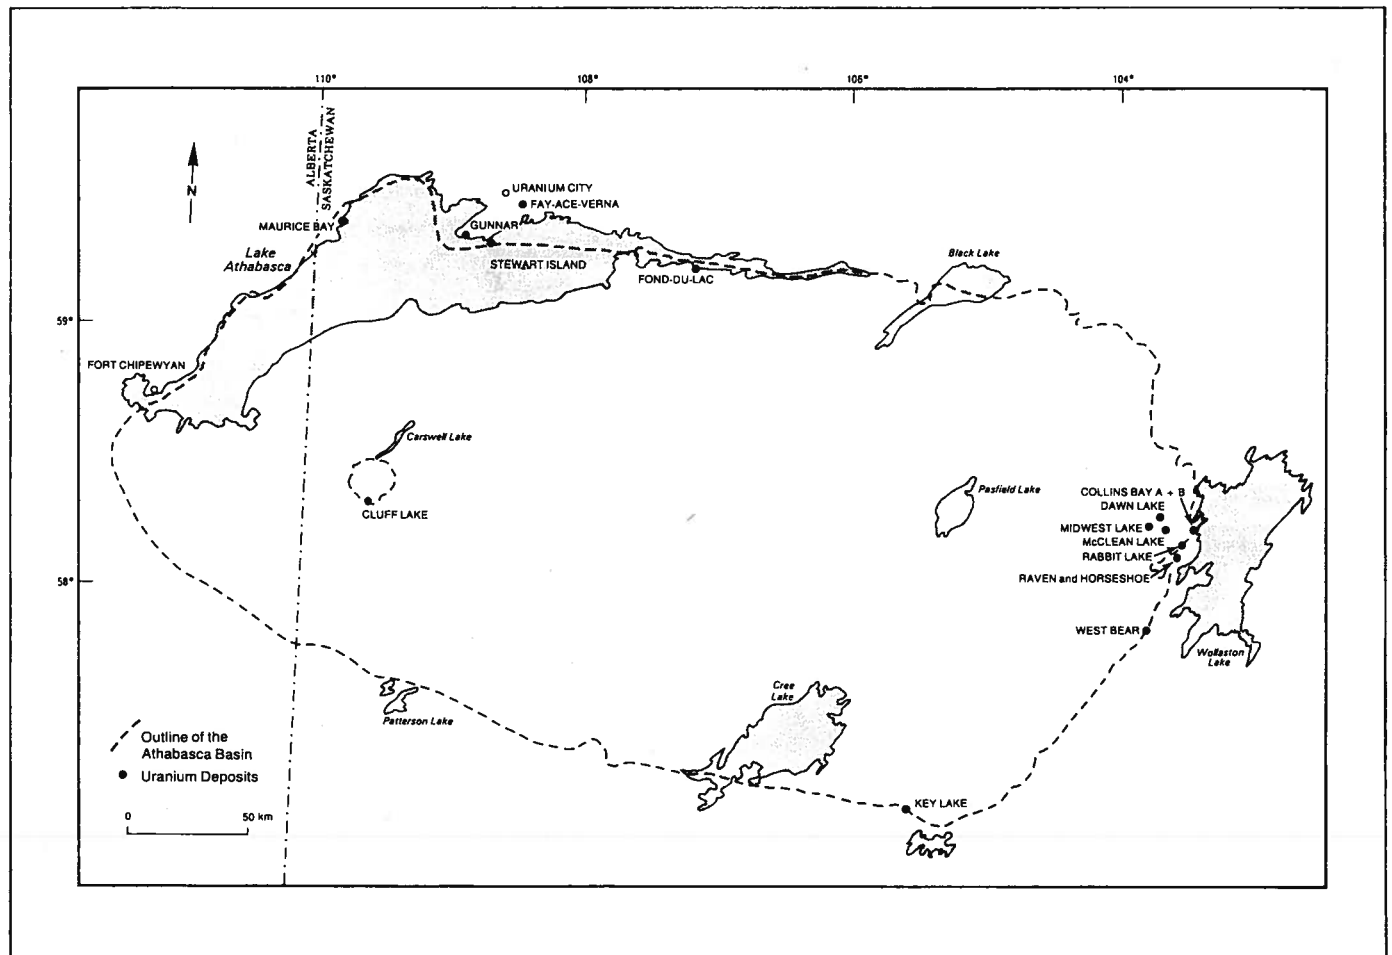 110°
108°
106°
104°
ALBERTA
SASKATCHEWAN
N
URANIUM CITY
FAY-ACE-VERNA
MAURICE BAY
GUNNAR
Lake
Athabasca
STEWART ISLAND
FOND-DU-LAC
Black Lake
59°
FORT CHIPEWYAN
Carswell Lake
CLUFF LAKE
Pasfield Lake
COLLINS BAY A + B
DAWN LAKE
MIDWEST LAKE
McCLEAN LAKE
RABBIT LAKE
RAVEN and HORSESHOE
58°
WEST BEAR
Wollaston
Lake
Cree
Lake
Patterson Lake
Outline of the
Athabasca Basin
Uranium Deposits
0 50 km
KEY LAKE